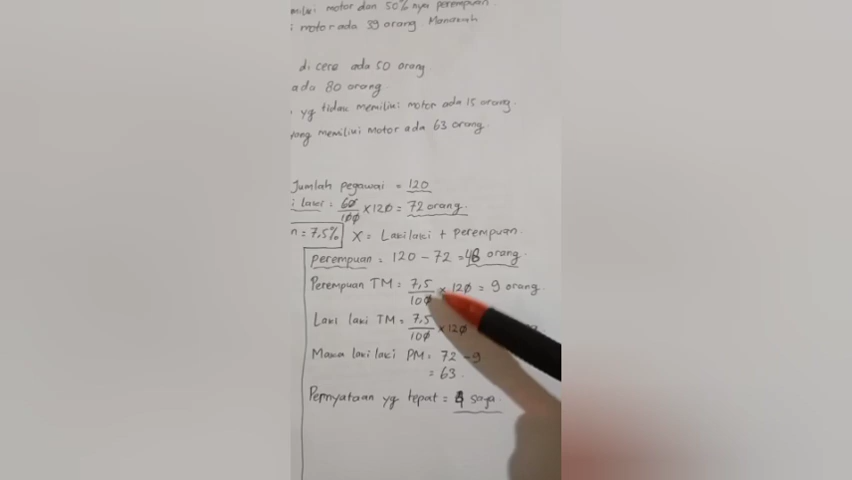 milki motor dan 50% nya perempuan.
motor ada 39 orang Manakah
di cere ada 50 orang
ada 80 orang.
yg tidak memiliki motor ada 15 orang.
yang memiliki Motor ada 63 orang.
Jumlah pegawai = 120
i laki : 60/100 x 120 = 72 orang.
n = 7,5% X = Laki laki + perempuan.
perempuan = 120 - 72 = 48 orang.
Perempuan TM = 7,5/100 x 120 = 9 orang.
Laki laki TM = 7,5/100 x 120
Maka laki laki PM = 72 - 9
= 63.
Pernyataan yg tepat = 4 saja.